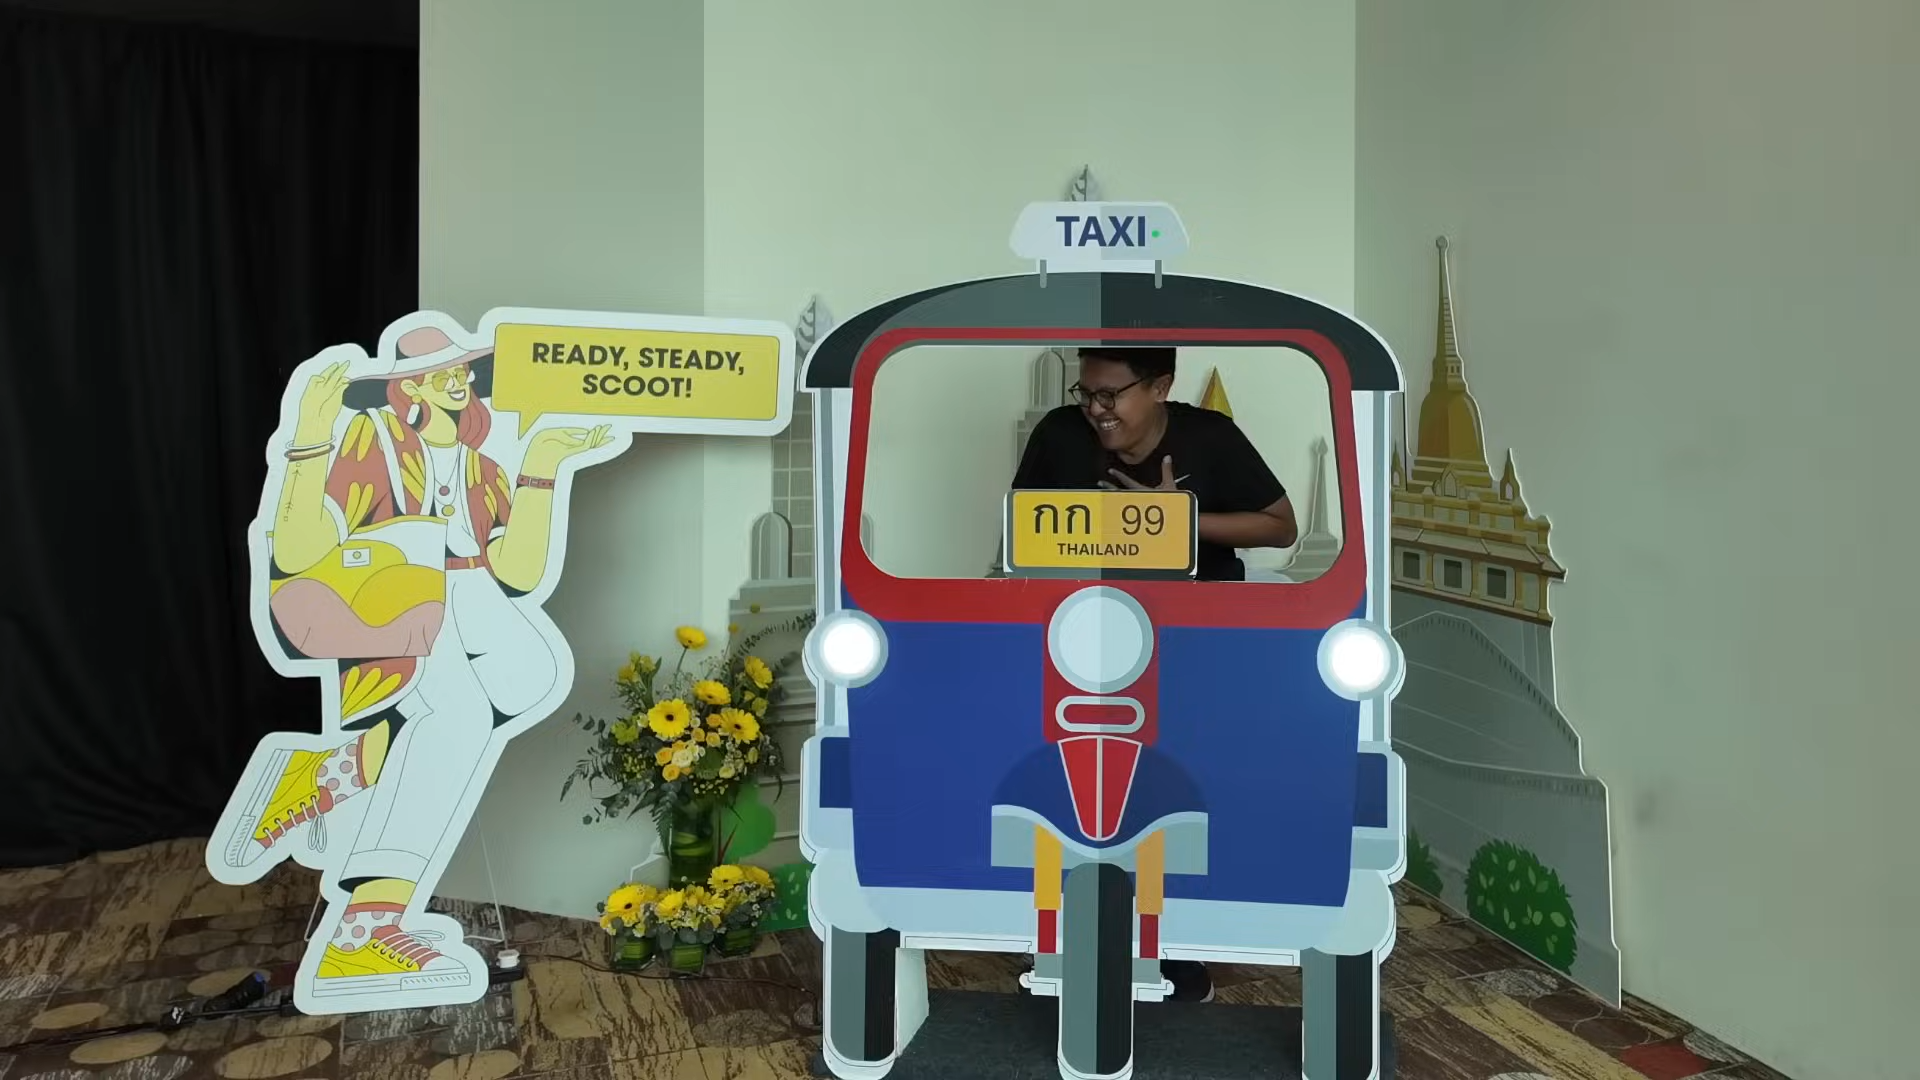 READY, STEADY,
SCOOT!
TAXI
กก 99
THAILAND